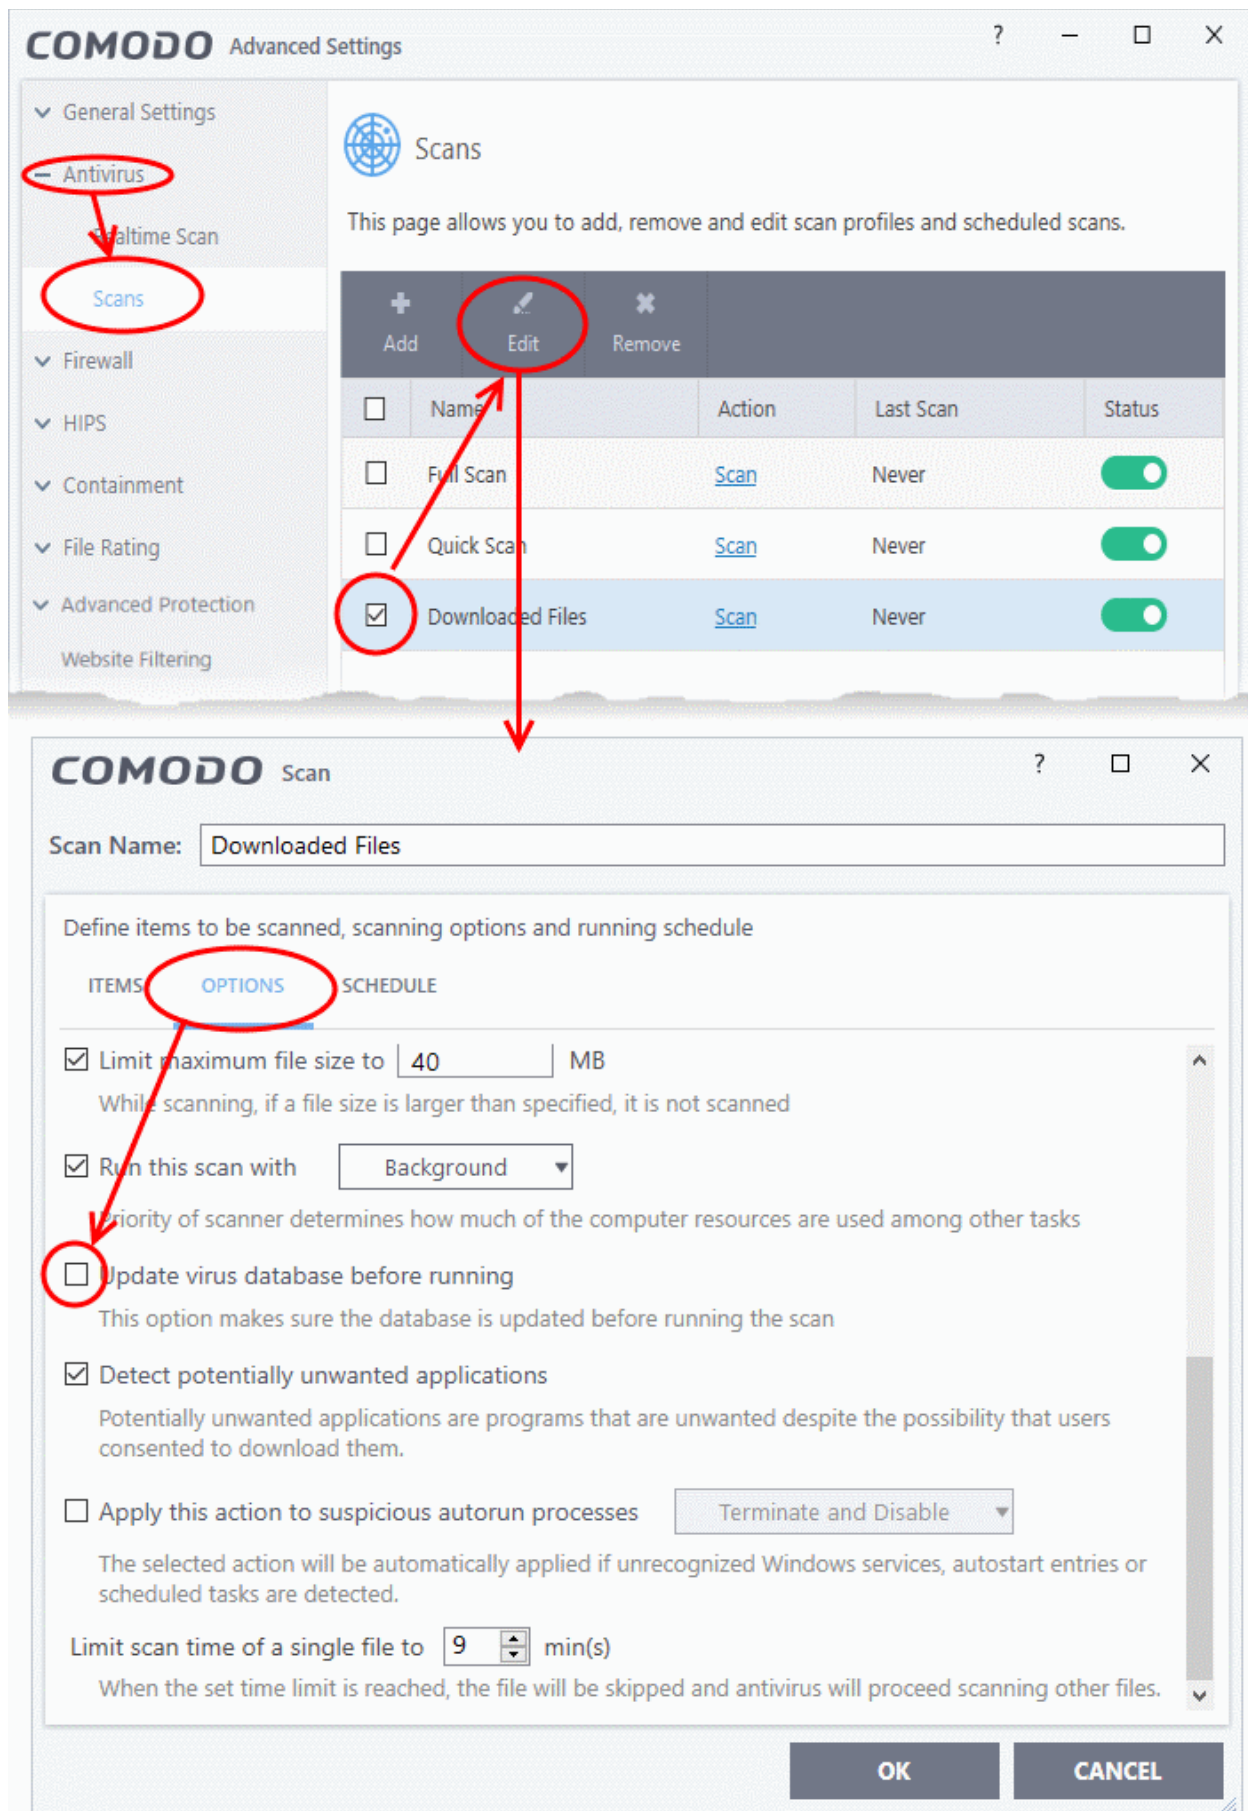 COMODO Advanced Settings ?
General Settings
Antivirus
Realtime Scan
Scans
Firewall
HIPS
Containment
File Rating
Advanced Protection
Website Filtering
Scans
This page allows you to add, remove and edit scan profiles and scheduled scans.
Add Edit Remove
Name Action Last Scan Status
Full Scan Scan Never
Quick Scan Scan Never
Downloaded Files Scan Never
COMODO Scan ?
Scan Name: Downloaded Files
Define items to be scanned, scanning options and running schedule
ITEMS OPTIONS SCHEDULE
Limit maximum file size to 40 MB
While scanning, if a file size is larger than specified, it is not scanned
Run this scan with Background
Priority of scanner determines how much of the computer resources are used among other tasks
Update virus database before running
This option makes sure the database is updated before running the scan
Detect potentially unwanted applications
Potentially unwanted applications are programs that are unwanted despite the possibility that users
consented to download them.
Apply this action to suspicious autorun processes Terminate and Disable
The selected action will be automatically applied if unrecognized Windows services, autostart entries or
scheduled tasks are detected.
Limit scan time of a single file to 9 min(s)
When the set time limit is reached, the file will be skipped and antivirus will proceed scanning other files.
OK CANCEL